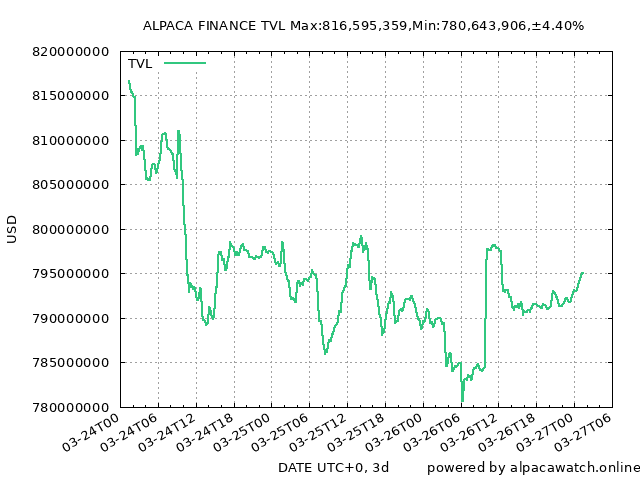 ALPACA FINANCE TVL Max:816,595,359,Min:780,643,906,±4.40%
820000000
TVL
815000000
810000000
805000000
800000000
USD
795000000
790000000
785000000
780000000
03-24T00
03-24T06
03-24T12
03-24T18
03-25T00
03-25T06
03-25T12
03-25T18
03-26T00
03-26T06
03-26T12
03-26T18
03-27T00
03-27T06
DATE UTC+0, 3d
powered by alpacawatch.online